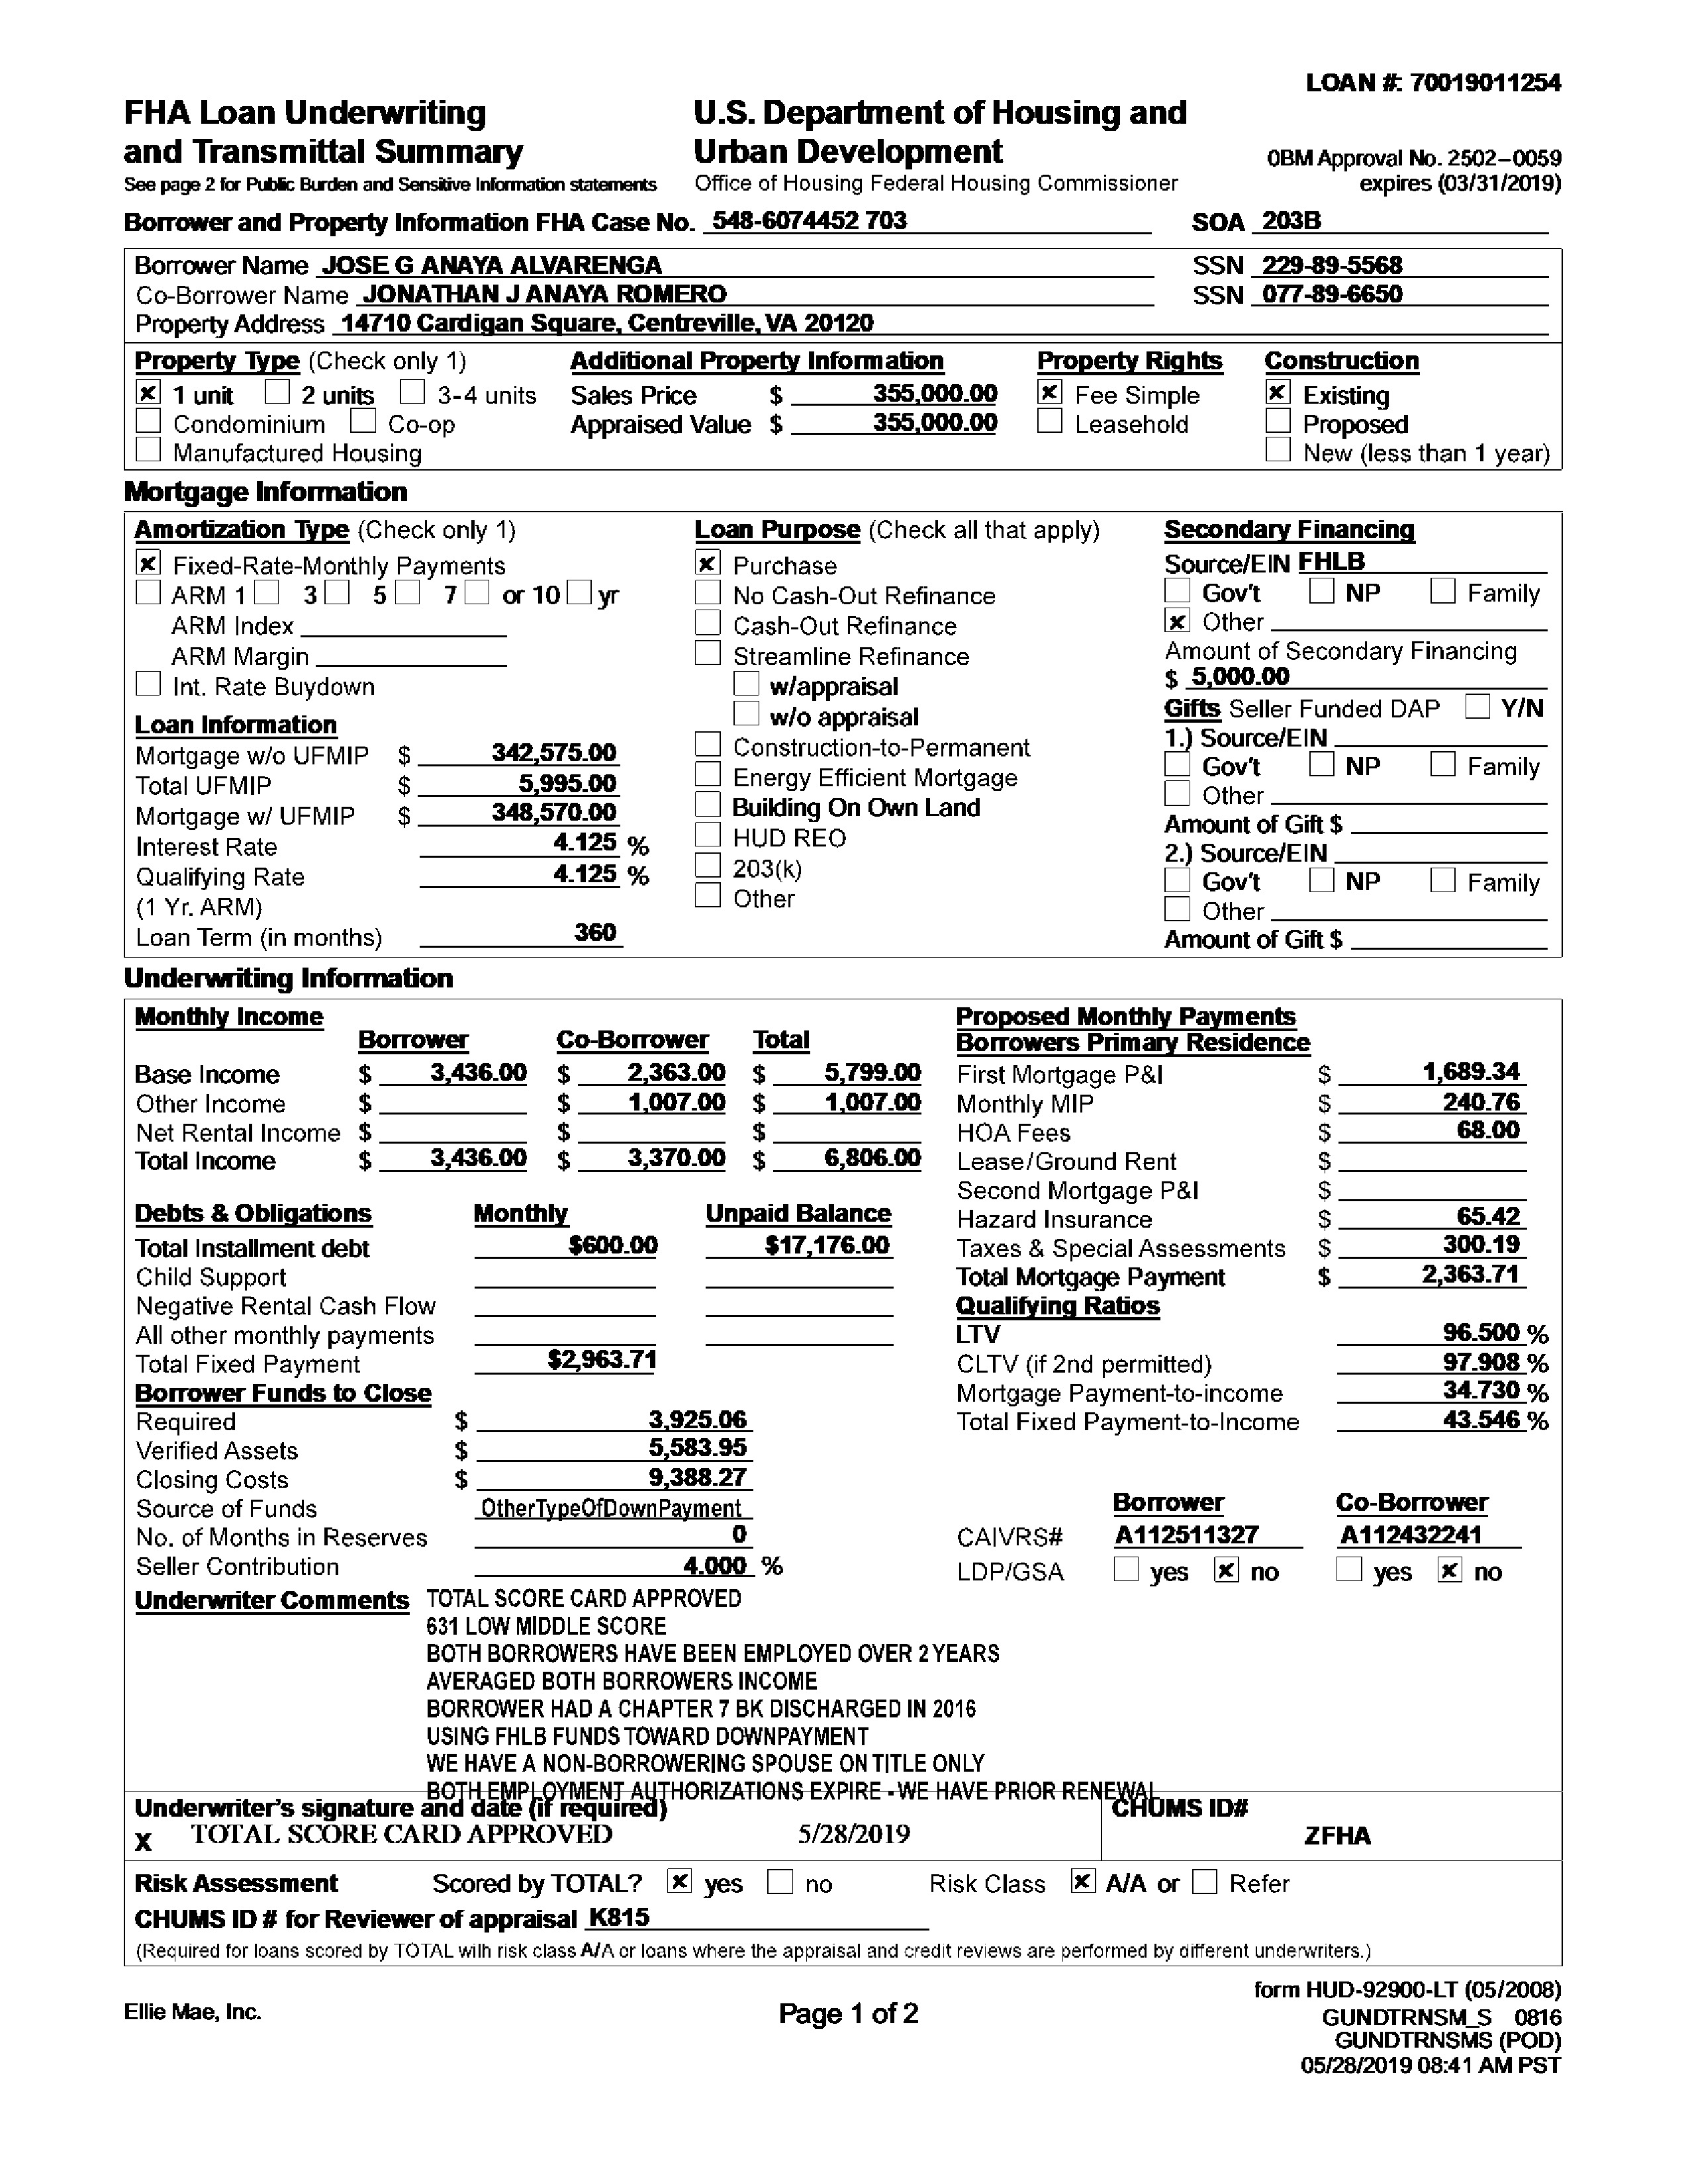 LOAN #: 70019011254
FHA Loan Underwriting
and Transmittal Summary
See page 2 for Public Burden and Sensitive Information statements
U.S. Department of Housing and
Urban Development
Office of Housing Federal Housing Commissioner
0BM Approval No. 2502–0059
expires (03/31/2019)
Borrower and Property Information FHA Case No. 548-6074452 703 SOA 203B
Borrower Name JOSE G ANAYA ALVARENGA SSN 229-89-5568
Co-Borrower Name JONATHAN J ANAYA ROMERO SSN 077-89-6650
Property Address 14710 Cardigan Square, Centreville, VA 20120
Property Type (Check only 1)
1 unit 2 units 3-4 units
Condominium Co-op
Manufactured Housing
Additional Property Information
Sales Price $ 355,000.00
Appraised Value $ 355,000.00
Property Rights
Fee Simple
Leasehold
Construction
Existing
Proposed
New (less than 1 year)
Mortgage Information
Amortization Type (Check only 1)
Fixed-Rate-Monthly Payments
ARM 1 3 5 7 or 10 yr
ARM Index
ARM Margin
Int. Rate Buydown
Loan Information
Mortgage w/o UFMIP $ 342,575.00
Total UFMIP $ 5,995.00
Mortgage w/ UFMIP $ 348,570.00
Interest Rate 4.125 %
Qualifying Rate 4.125 %
(1 Yr. ARM)
Loan Term (in months) 360
Loan Purpose (Check all that apply)
Purchase
No Cash-Out Refinance
Cash-Out Refinance
Streamline Refinance
w/appraisal
w/o appraisal
Construction-to-Permanent
Energy Efficient Mortgage
Building On Own Land
HUD REO
203(k)
Other
Secondary Financing
Source/EIN FHLB
Gov't NP Family
Other
Amount of Secondary Financing
$ 5,000.00
Gifts Seller Funded DAP Y/N
1.) Source/EIN
Gov't NP Family
Other
Amount of Gift $
2.) Source/EIN
Gov't NP Family
Other
Amount of Gift $
Underwriting Information
Monthly Income
Borrower Co-Borrower Total
Base Income $ 3,436.00 $ 2,363.00 $ 5,799.00
Other Income $ $ 1,007.00 $ 1,007.00
Net Rental Income $ $ $
Total Income $ 3,436.00 $ 3,370.00 $ 6,806.00
Debts & Obligations Monthly Unpaid Balance
Total Installment debt $600.00 $17,176.00
Child Support
Negative Rental Cash Flow
All other monthly payments
Total Fixed Payment $2,963.71
Borrower Funds to Close
Required $ 3,925.06
Verified Assets $ 5,583.95
Closing Costs $ 9,388.27
Source of Funds OtherTypeOfDownPayment
No. of Months in Reserves 0
Seller Contribution 4.000 %
Proposed Monthly Payments
Borrowers Primary Residence
First Mortgage P&I $ 1,689.34
Monthly MIP $ 240.76
HOA Fees $ 68.00
Lease/Ground Rent $
Second Mortgage P&I $
Hazard Insurance $ 65.42
Taxes & Special Assessments $ 300.19
Total Mortgage Payment $ 2,363.71
Qualifying Ratios
LTV 96.500 %
CLTV (if 2nd permitted) 97.908 %
Mortgage Payment-to-income 34.730 %
Total Fixed Payment-to-Income 43.546 %
Borrower Co-Borrower
CAIVRS# A112511327 A112432241
LDP/GSA yes no yes no
Underwriter Comments TOTAL SCORE CARD APPROVED
631 LOW MIDDLE SCORE
BOTH BORROWERS HAVE BEEN EMPLOYED OVER 2 YEARS
AVERAGED BOTH BORROWERS INCOME
BORROWER HAD A CHAPTER 7 BK DISCHARGED IN 2016
USING FHLB FUNDS TOWARD DOWNPAYMENT
WE HAVE A NON-BORROWERING SPOUSE ON TITLE ONLY
BOTH EMPLOYMENT AUTHORIZATIONS EXPIRE - WE HAVE PRIOR RENEWAL
Underwriter's signature and date (if required) CHUMS ID#
X TOTAL SCORE CARD APPROVED 5/28/2019 ZFHA
Risk Assessment Scored by TOTAL? yes no Risk Class A/A or Refer
CHUMS ID # for Reviewer of appraisal K815
(Required for loans scored by TOTAL wilh risk class A/A or loans where the appraisal and credit reviews are performed by different underwriters.)
form HUD-92900-LT (05/2008)
Ellie Mae, Inc. Page 1 of 2 GUNDTRNSM_S 0816
GUNDTRNSMS (POD)
05/28/2019 08:41 AM PST